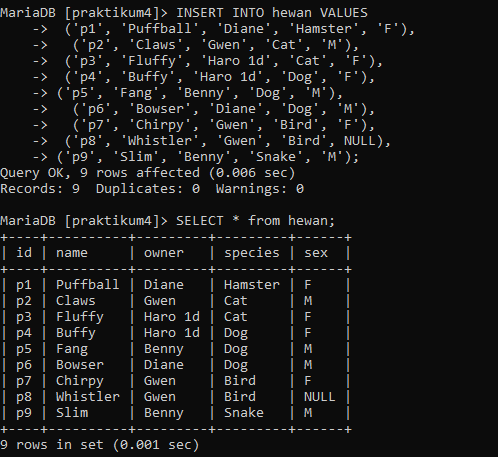 MariaDB [praktikum4]> INSERT INTO hewan VALUES
    ->  ('p1', 'Puffball', 'Diane', 'Hamster', 'F'),
    ->   ('p2', 'Claws', 'Gwen', 'Cat', 'M'),
    ->  ('p3', 'Fluffy', 'Haro 1d', 'Cat', 'F'),
    ->  ('p4', 'Buffy', 'Haro 1d', 'Dog', 'F'),
    -> ('p5', 'Fang', 'Benny', 'Dog', 'M'),
    ->   ('p6', 'Bowser', 'Diane', 'Dog', 'M'),
    ->   ('p7', 'Chirpy', 'Gwen', 'Bird', 'F'),
    ->  ('p8', 'Whistler', 'Gwen', 'Bird', NULL),
    -> ('p9', 'Slim', 'Benny', 'Snake', 'M');
Query OK, 9 rows affected (0.006 sec)
Records: 9  Duplicates: 0  Warnings: 0

MariaDB [praktikum4]> SELECT * from hewan;
+----+----------+---------+---------+------+
| id | name     | owner   | species | sex  |
+----+----------+---------+---------+------+
| p1 | Puffball | Diane   | Hamster | F    |
| p2 | Claws    | Gwen    | Cat     | M    |
| p3 | Fluffy   | Haro 1d | Cat     | F    |
| p4 | Buffy    | Haro 1d | Dog     | F    |
| p5 | Fang     | Benny   | Dog     | M    |
| p6 | Bowser   | Diane   | Dog     | M    |
| p7 | Chirpy   | Gwen    | Bird    | F    |
| p8 | Whistler | Gwen    | Bird    | NULL |
| p9 | Slim     | Benny   | Snake   | M    |
+----+----------+---------+---------+------+
9 rows in set (0.001 sec)